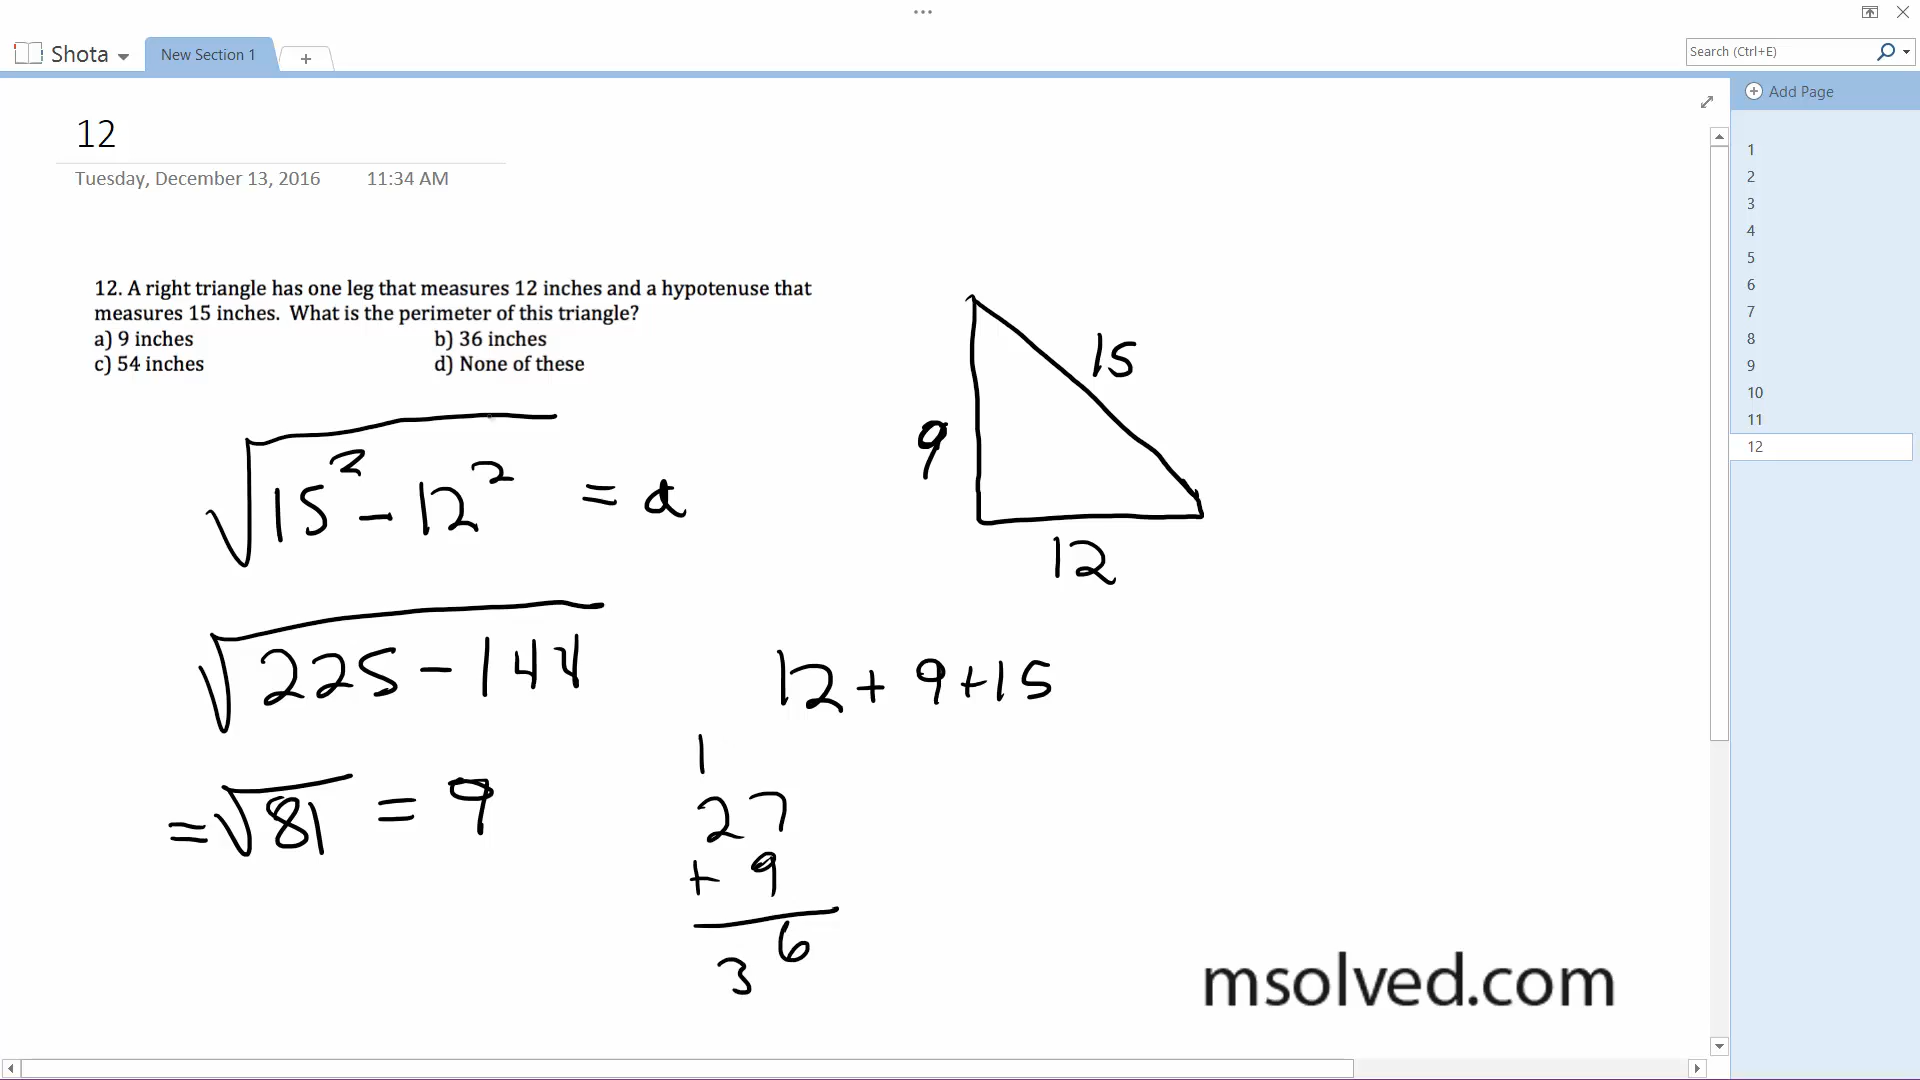 ...
Shota
New Section 1
+
Search (Ctrl+E)
Add Page
12
Tuesday, December 13, 2016 11:34 AM
12. A right triangle has one leg that measures 12 inches and a hypotenuse that
measures 15 inches. What is the perimeter of this triangle?
a) 9 inches b) 36 inches
c) 54 inches d) None of these
√15² - 12² = a
√225 - 144
= √81 = 9
15
9
12
12 + 9 + 15
1
27
+ 9
36
msolved.com
1
2
3
4
5
6
7
8
9
10
11
12